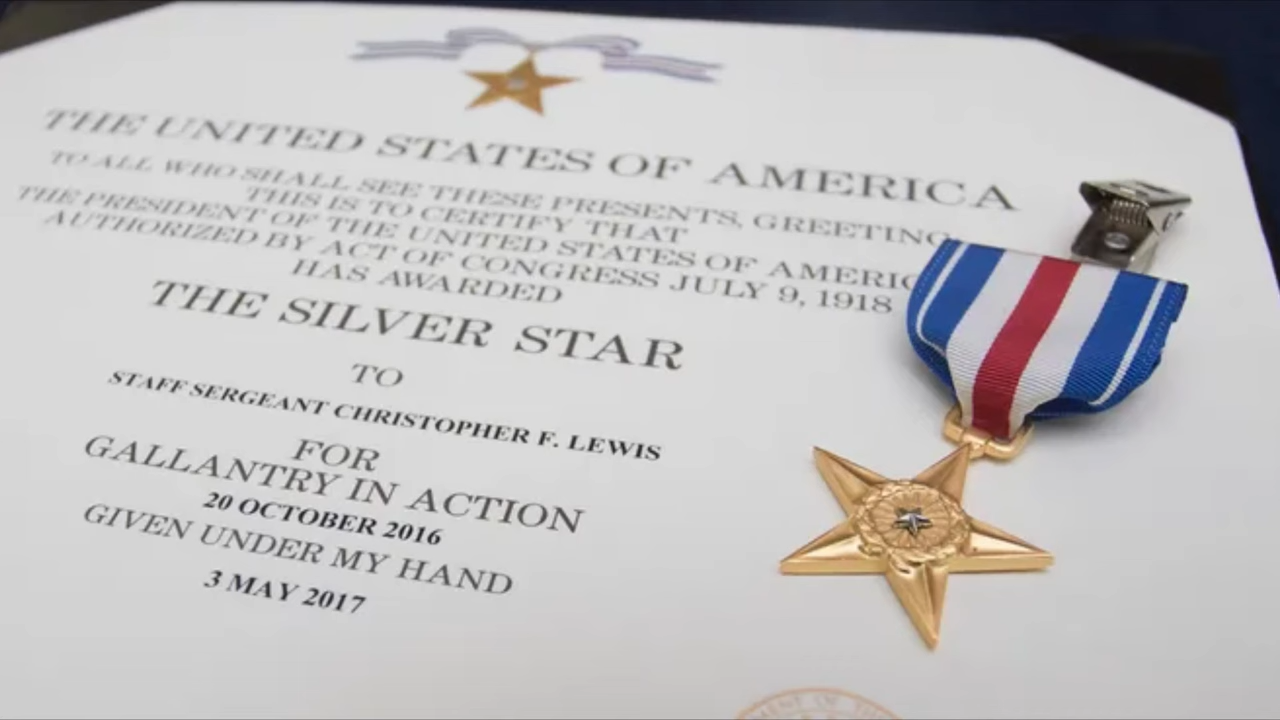 THE UNITED STATES OF AMERICA
TO ALL WHO SHALL SEE THESE PRESENTS, GREETING
THIS IS TO CERTIFY THAT
THE PRESIDENT OF THE UNITED STATES OF AMERIC
AUTHORIZED BY ACT OF CONGRESS JULY 9, 1918
HAS AWARDED
THE SILVER STAR
TO
STAFF SERGEANT CHRISTOPHER F. LEWIS
FOR
GALLANTRY IN ACTION
20 OCTOBER 2016
GIVEN UNDER MY HAND
3 MAY 2017
MENT OF THE